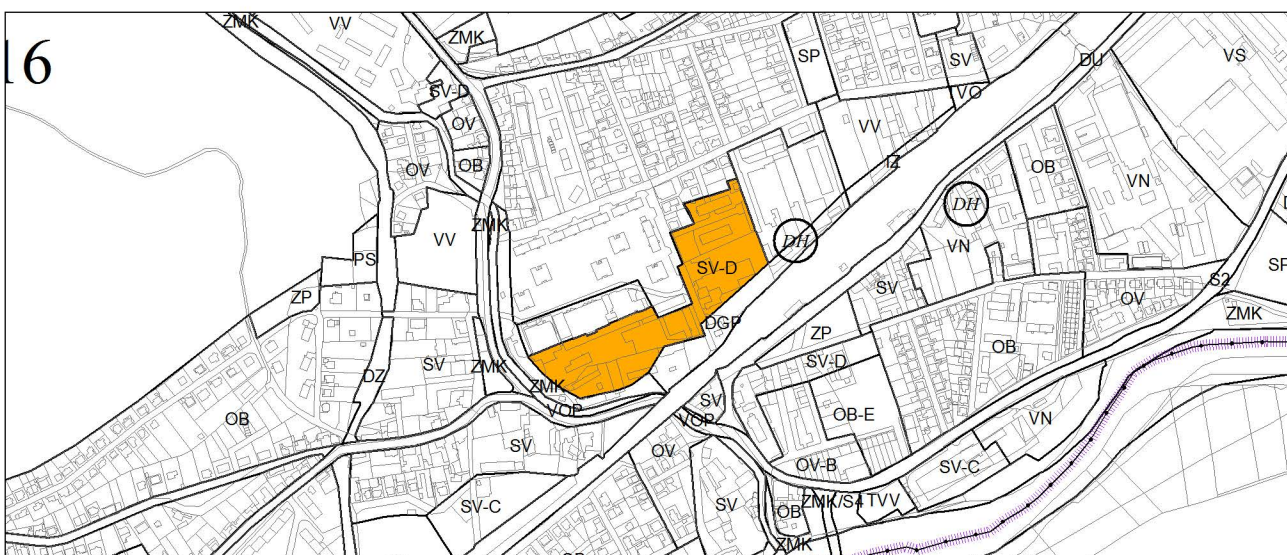 16
ZMK
VV
ZMK
SV-D
OV
OV
OB
SP
SV
TVO
DU
VS
VV
IZ
DH
OB
VN
VN
DH
ZMK
VV
PS
ZP
SV-D
DGP
SV
S2
SP
OV
ZMK
ZP
SV-D
OB
DZ
SV
ZMK
ZMK
VOP
SV
VOP
OB-E
OB
VN
SV
OV
OV-B
SV-C
SV-C
SV
ZMK/S4
TVV
OB
ZMK